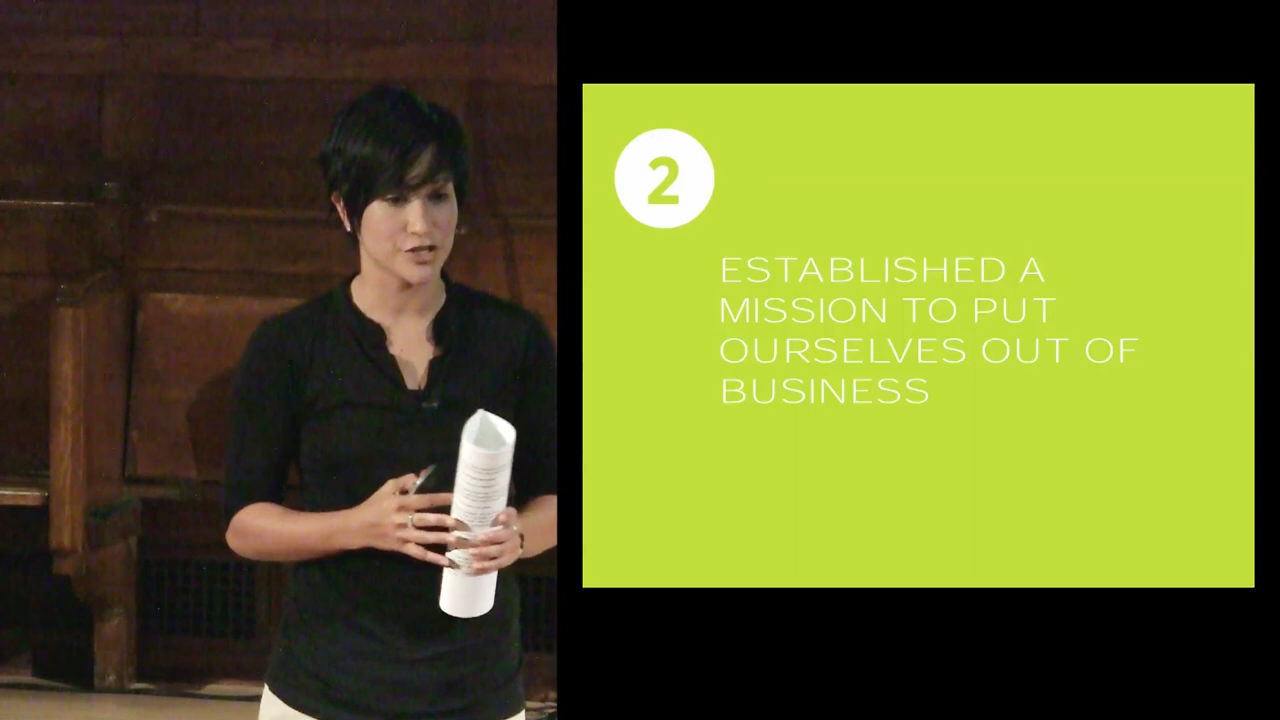 2
ESTABLISHED A
MISSION TO PUT
OURSELVES OUT OF
BUSINESS